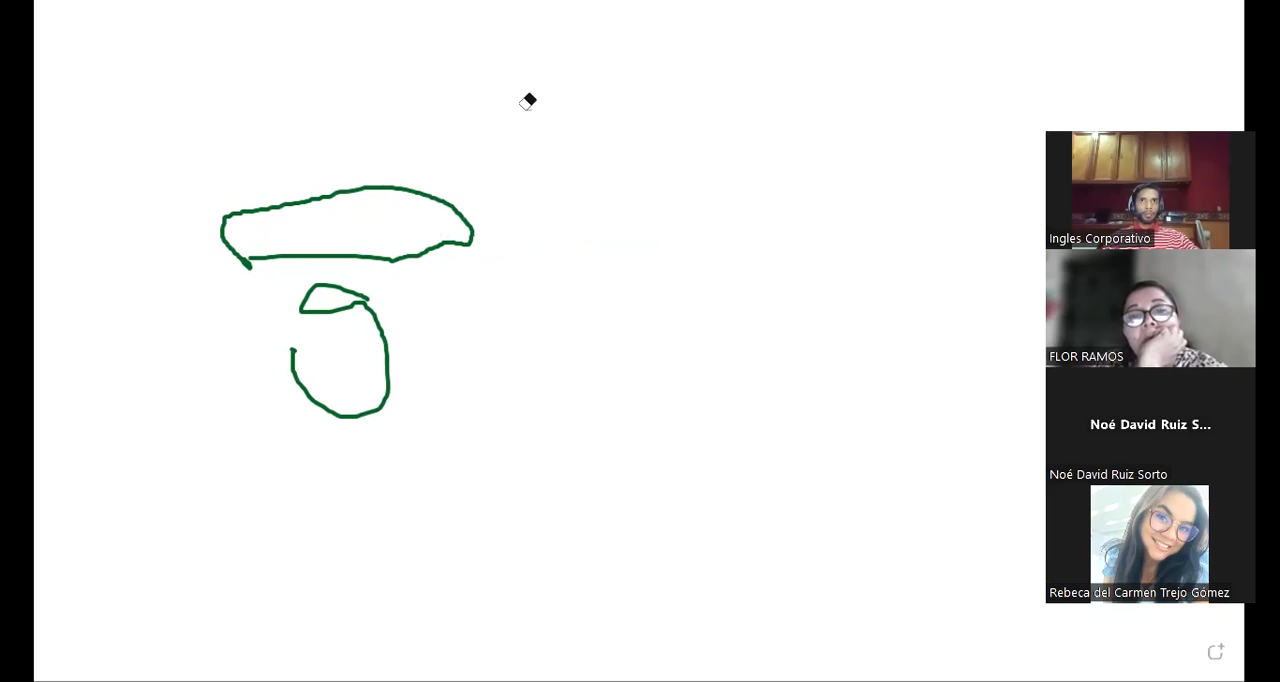 Ingles Corporativo
FLOR RAMOS
Noé David Ruiz S...
Noé David Ruiz Sorto
Rebeca del Carmen Trejo Gómez